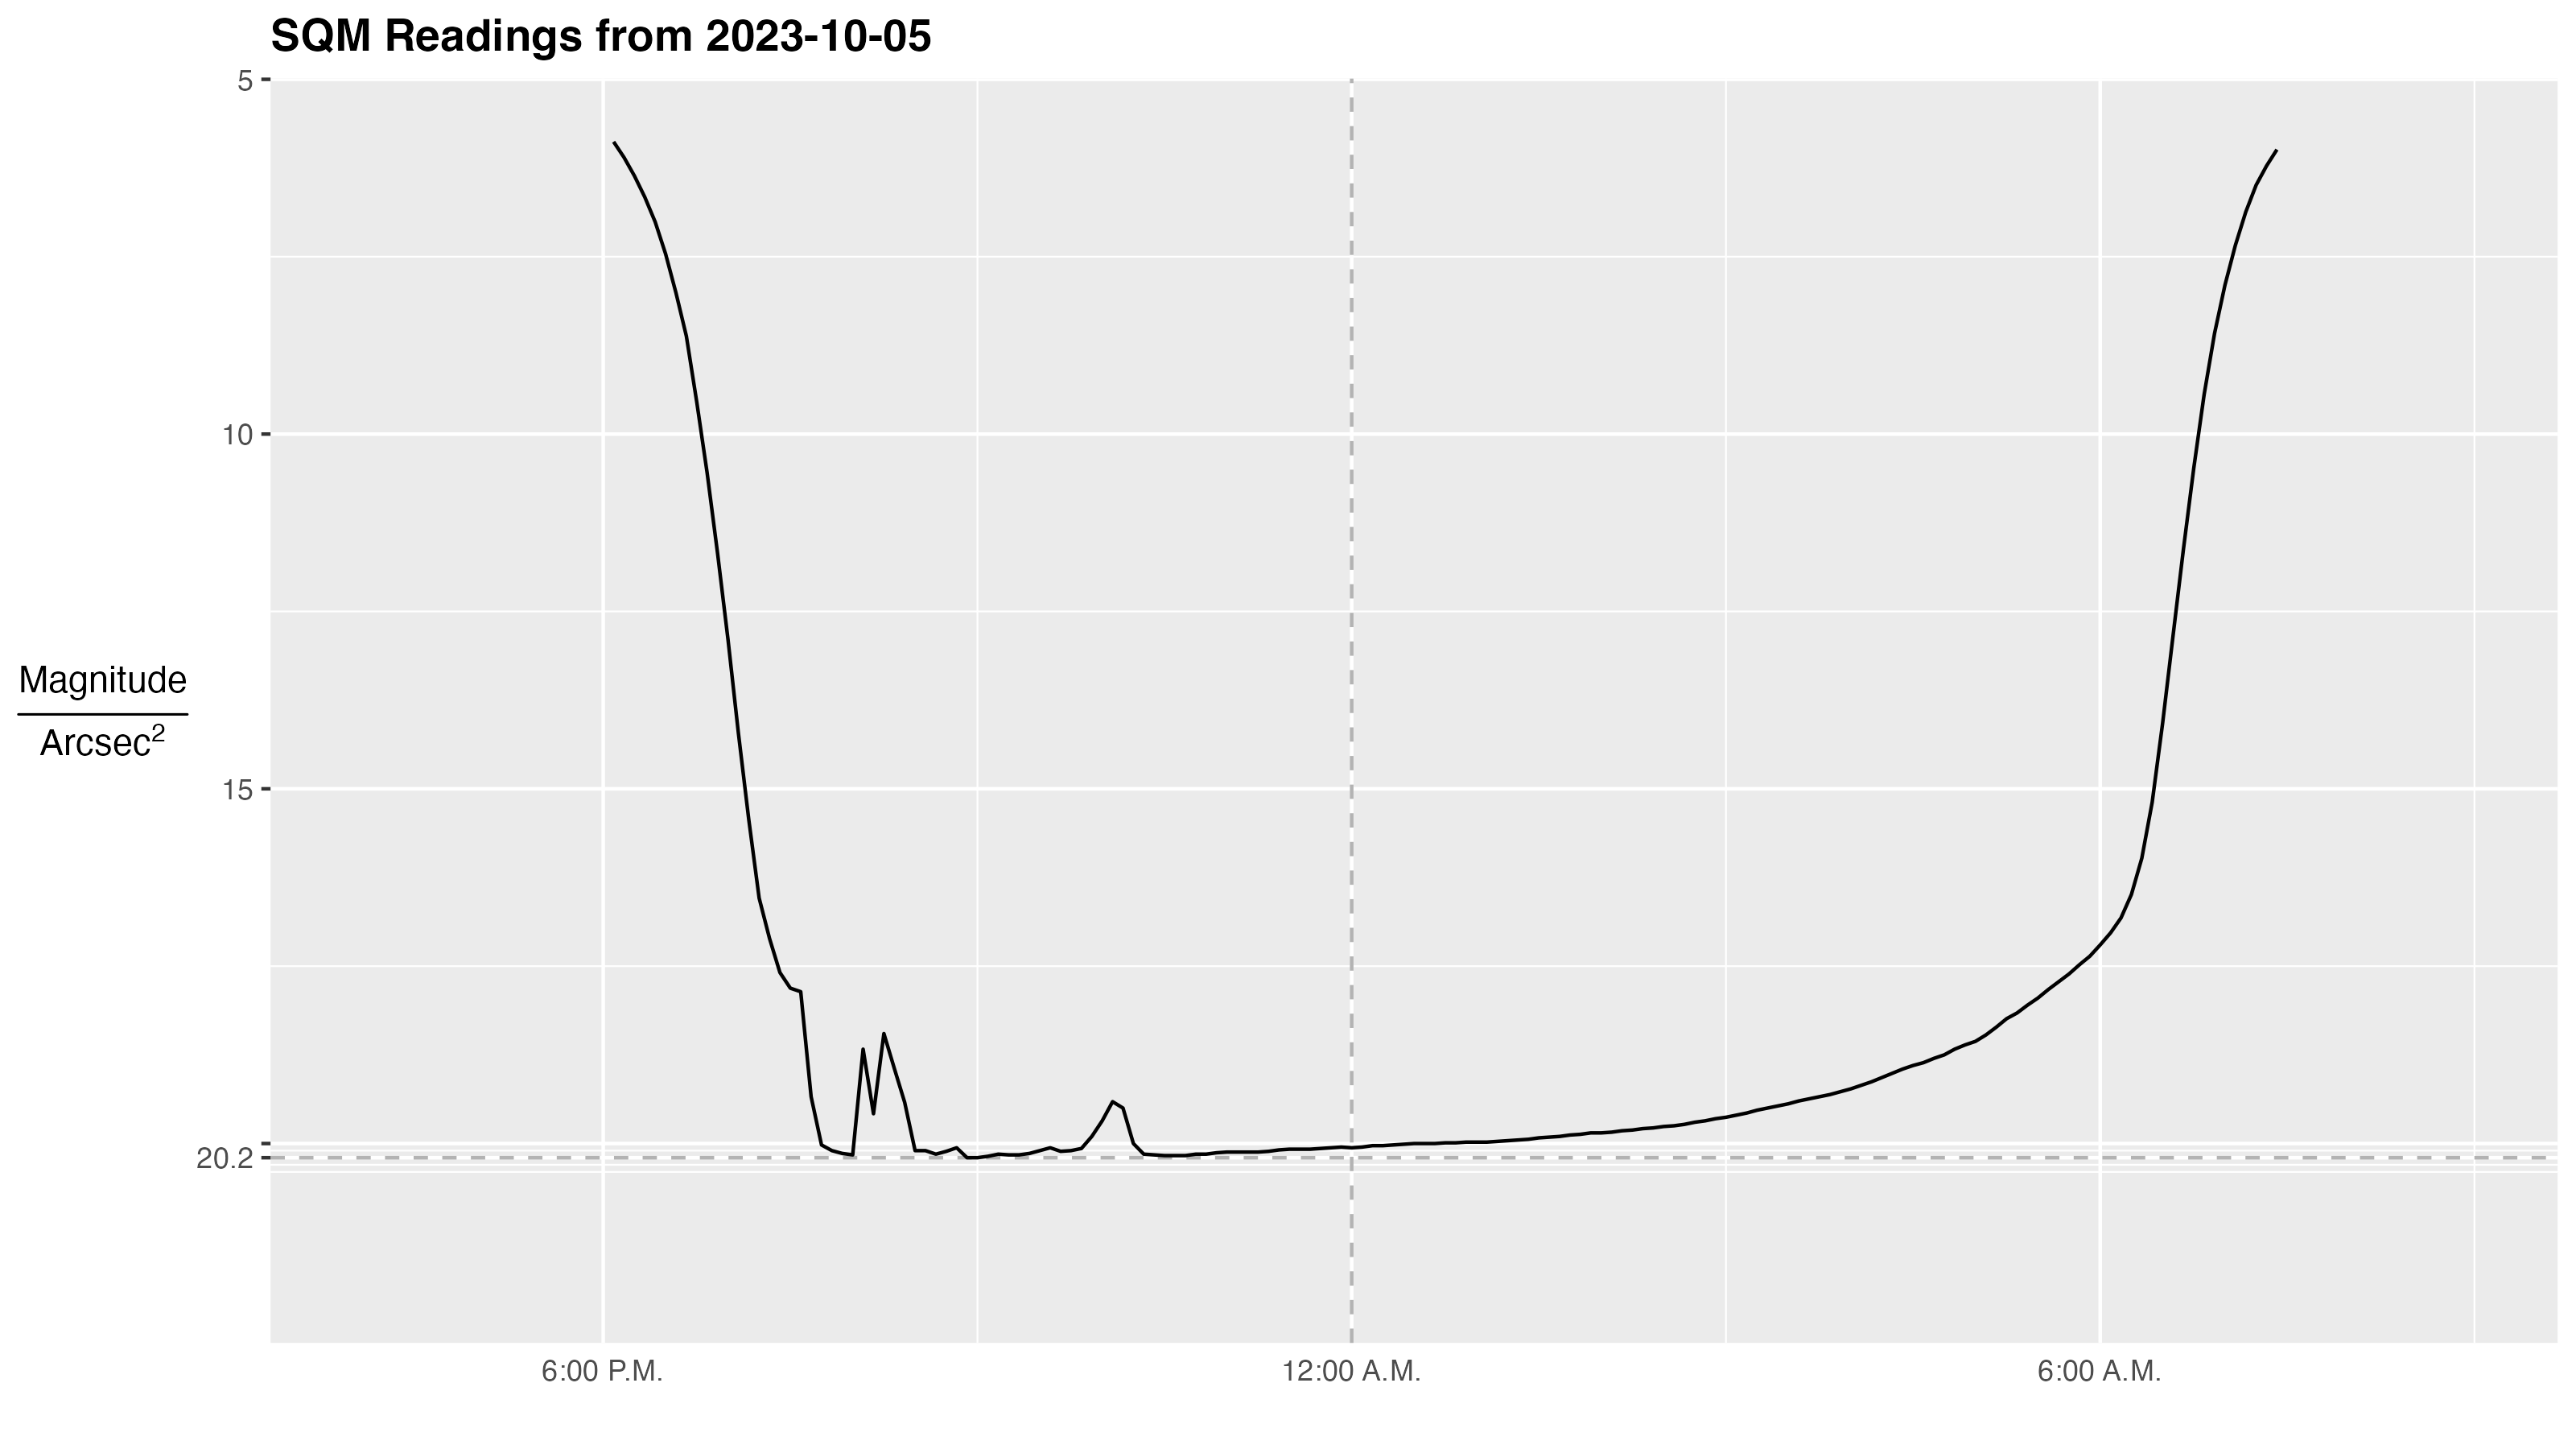 SQM Readings from 2023-10-05
5
10
15
20.2
Magnitude
Arcsec²
6:00 P.M.
12:00 A.M.
6:00 A.M.